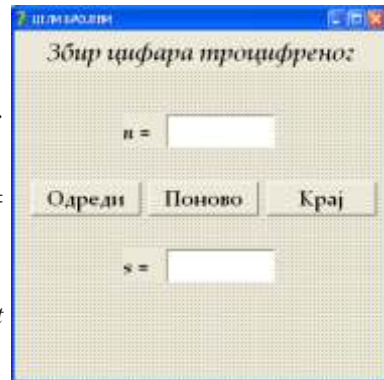 Збир цифара троцифреног
n =
Одреди Поново Крај
s =